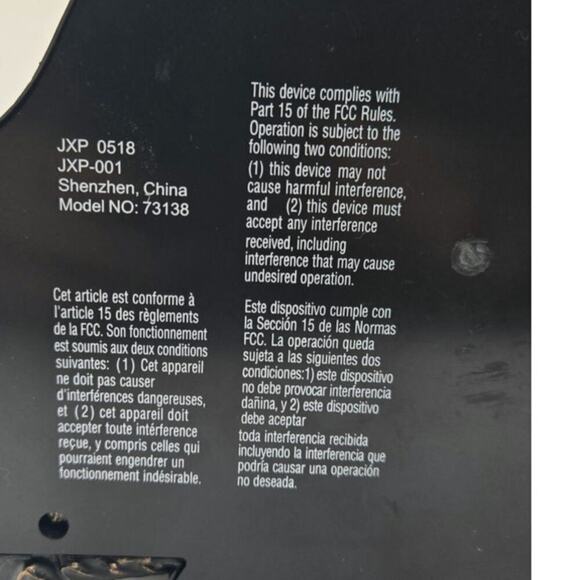 JXP 0518
JXP-001
Shenzhen, China
Model NO: 73138
This device complies with
Part 15 of the FCC Rules.
Operation is subject to the
following two conditions:
(1) this device may not
cause harmful interference,
and (2) this device must
accept any interference
received, including
interference that may cause
undesired operation.
Cet article est conforme à
l'article 15 des règlements
de la FCC. Son fonctionnement
est soumis aux deux conditions
suivantes: (1) Cet appareil
ne doit pas causer
d'interférences dangereuses,
et (2) cet appareil doit
accepter toute intérference
reçue, y compris celles qui
pourraient engendrer un
fonctionnement indésirable.
Este dispositivo cumple con
la Sección 15 de las Normas
FCC. La operación queda
sujeta a las siguientes dos
condiciones:1) este dispositivo
no debe provocar interferencia
dañina, y 2) este dispositivo
debe aceptar
toda interferencia recibida
incluyendo la interferencia que
podría causar una operación
no deseada.